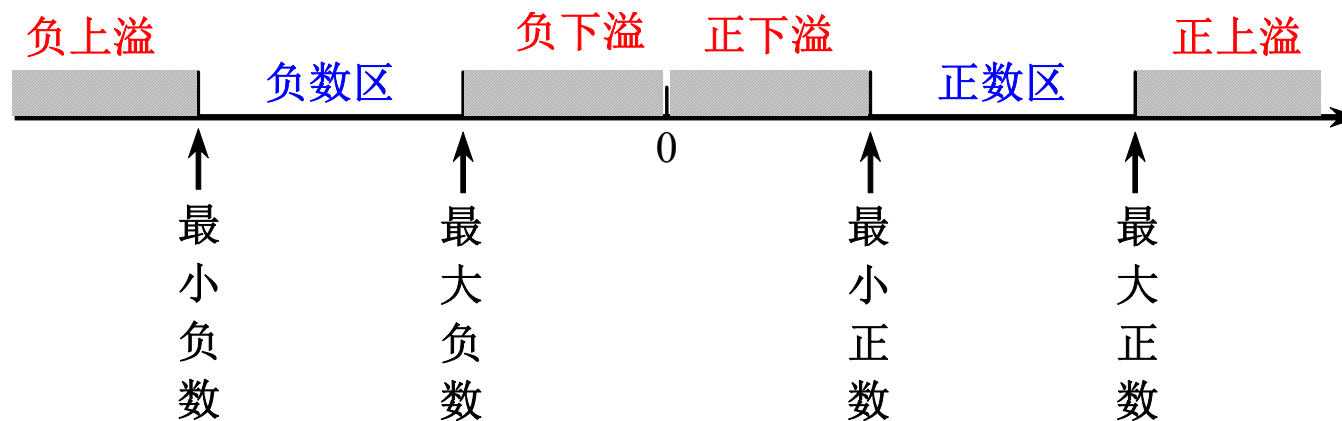 负上溢
负下溢
正下溢
正上溢
负数区
正数区
0
最小负数
最大负数
最小正数
最大正数